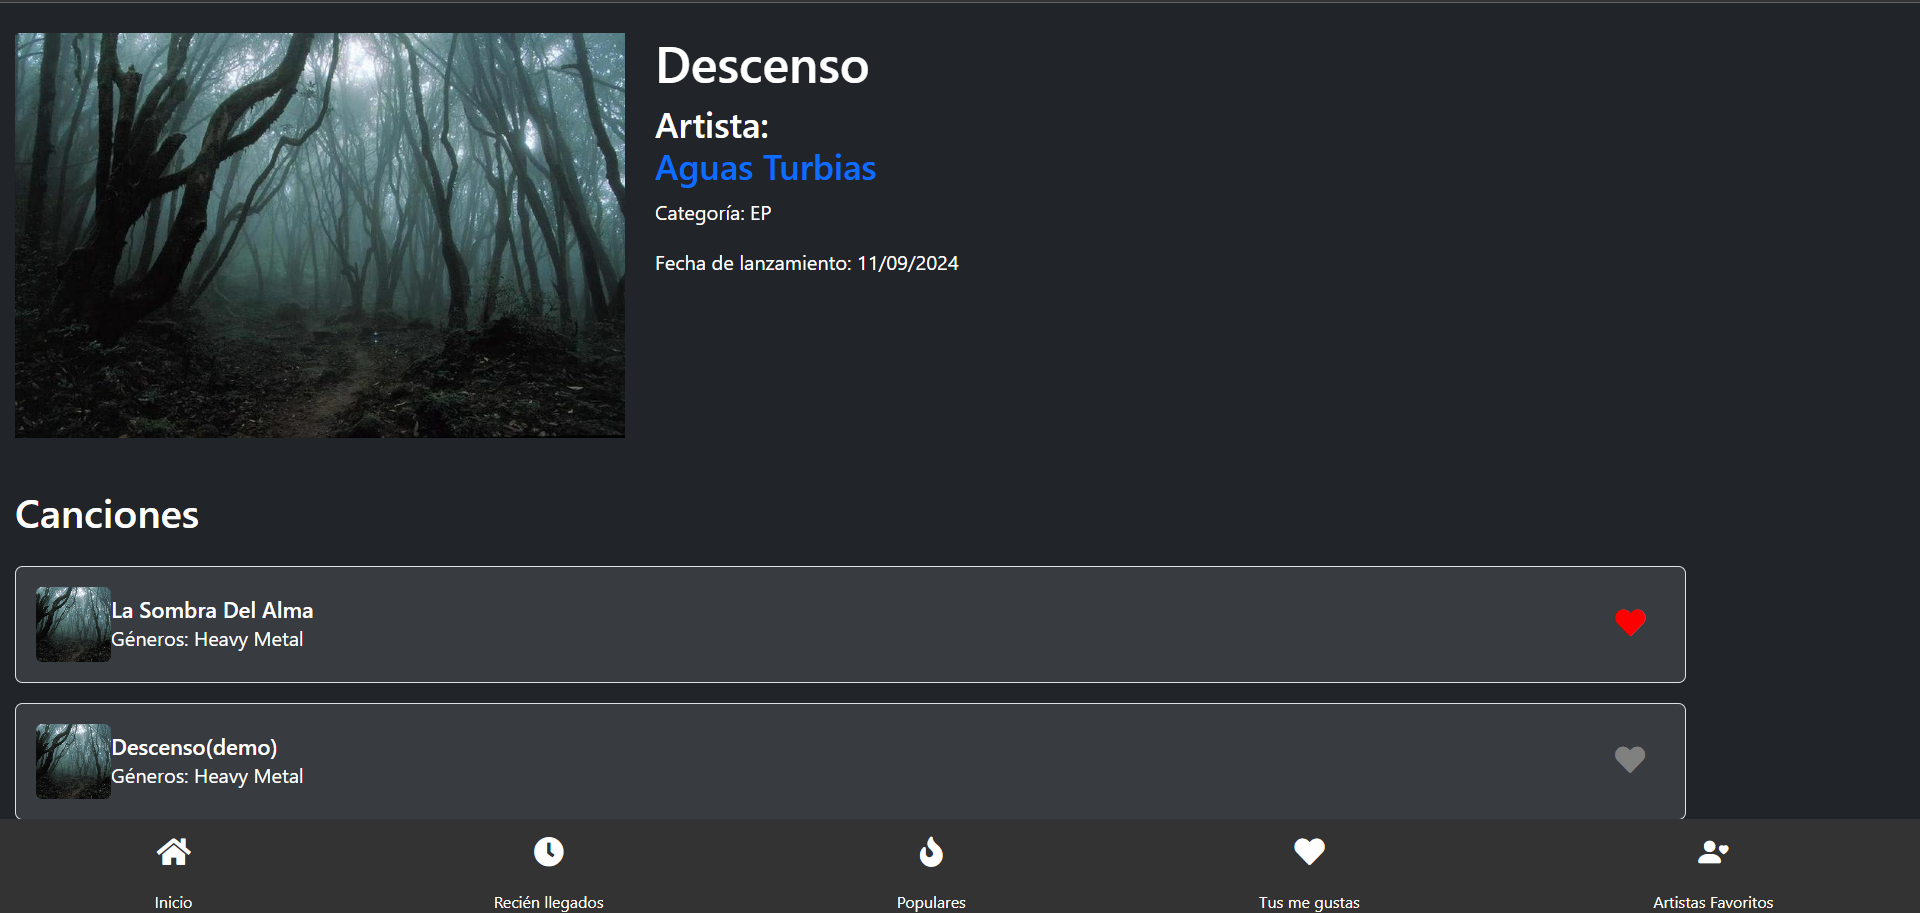 Descenso
Artista:
Aguas Turbias
Categoría: EP
Fecha de lanzamiento: 11/09/2024
Canciones
La Sombra Del Alma
Géneros: Heavy Metal
Descenso(demo)
Géneros: Heavy Metal
Inicio
Recién llegados
Populares
Tus me gustas
Artistas Favoritos